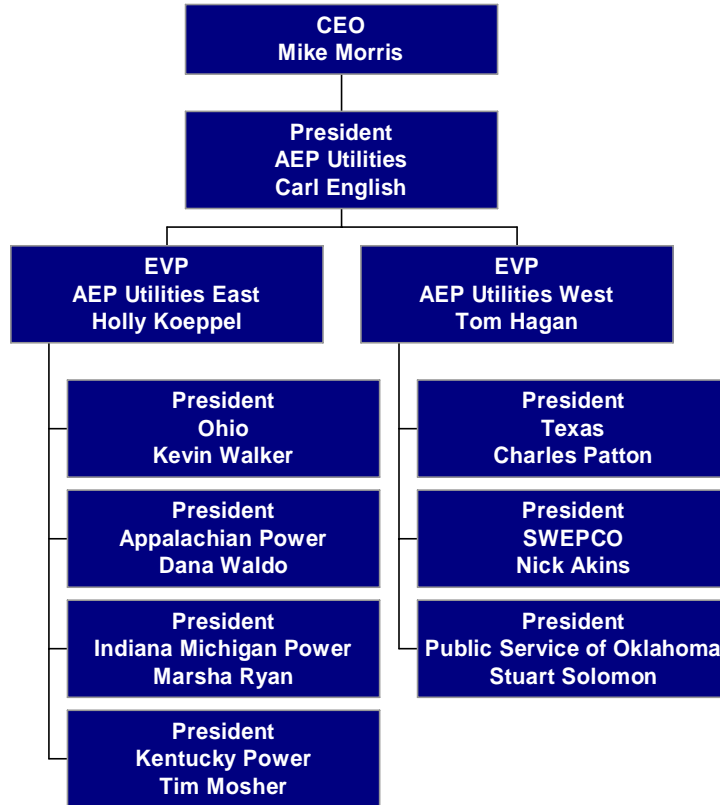 CEO
Mike Morris
President
AEP Utilities
Carl English
EVP
AEP Utilities East
Holly Koeppel
EVP
AEP Utilities West
Tom Hagan
President
Ohio
Kevin Walker
President
Appalachian Power
Dana Waldo
President
Indiana Michigan Power
Marsha Ryan
President
Kentucky Power
Tim Mosher
President
Texas
Charles Patton
President
SWEPCO
Nick Akins
President
Public Service of Oklahoma
Stuart Solomon